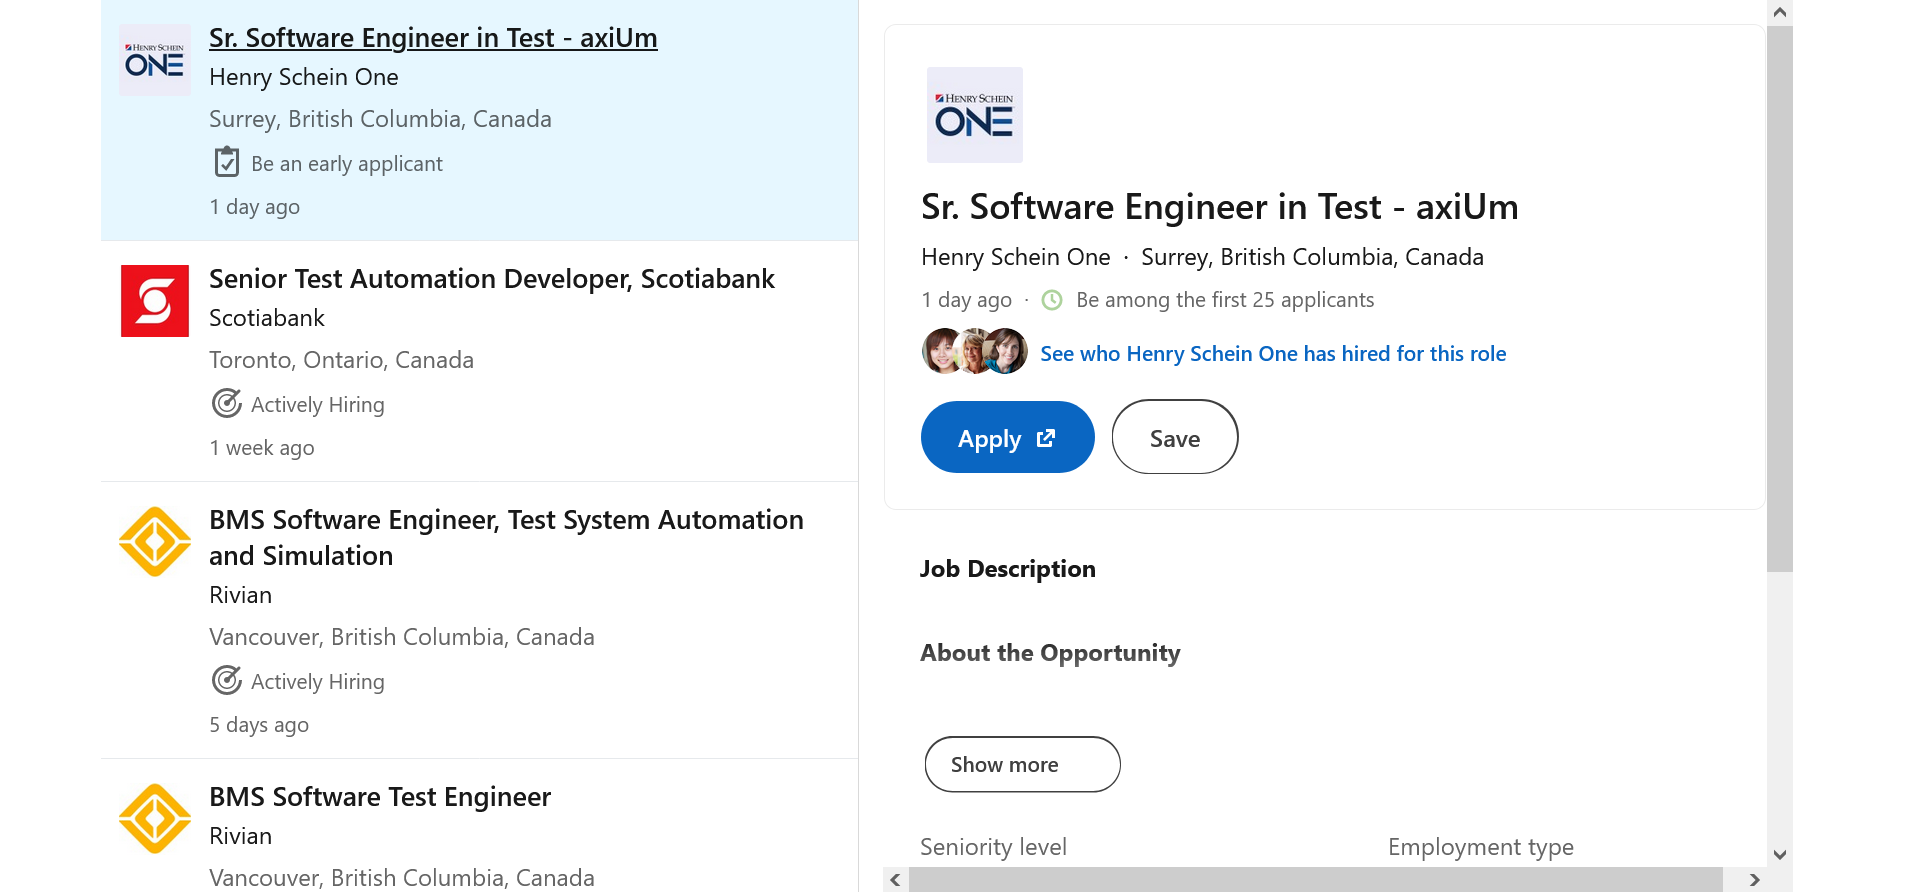 HENRY SCHEIN
ONE
Sr. Software Engineer in Test - axiUm
Henry Schein One
Surrey, British Columbia, Canada
Be an early applicant
1 day ago
Senior Test Automation Developer, Scotiabank
Scotiabank
Toronto, Ontario, Canada
Actively Hiring
1 week ago
BMS Software Engineer, Test System Automation
and Simulation
Rivian
Vancouver, British Columbia, Canada
Actively Hiring
5 days ago
BMS Software Test Engineer
Rivian
Vancouver, British Columbia, Canada
HENRY SCHEIN
ONE
Sr. Software Engineer in Test - axiUm
Henry Schein One · Surrey, British Columbia, Canada
1 day ago · Be among the first 25 applicants
See who Henry Schein One has hired for this role
Apply Save
Job Description
About the Opportunity
Show more
Seniority level Employment type